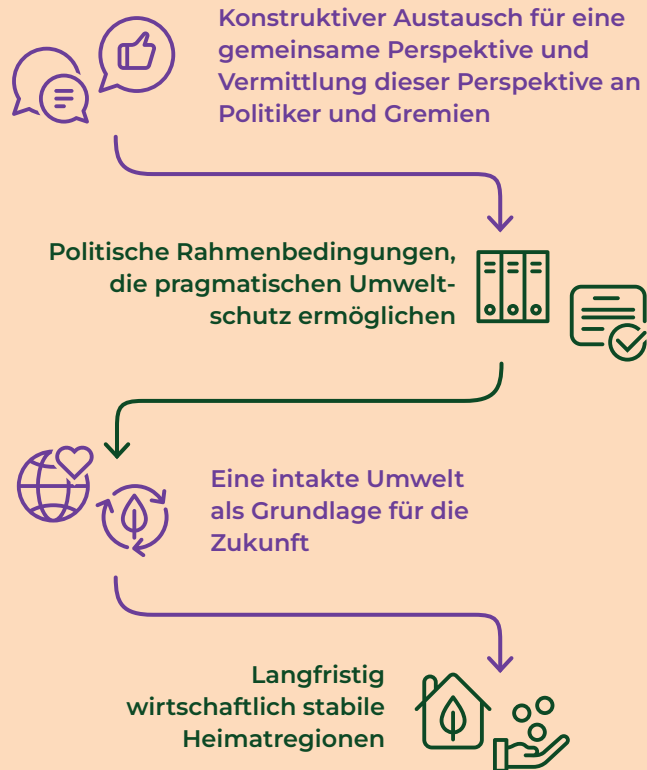 Konstruktiver Austausch für eine
gemeinsame Perspektive und
Vermittlung dieser Perspektive an
Politiker und Gremien
Politische Rahmenbedingungen,
die pragmatischen Umwelt-
schutz ermöglichen
Eine intakte Umwelt
als Grundlage für die
Zukunft
Langfristig
wirtschaftlich stabile
Heimatregionen